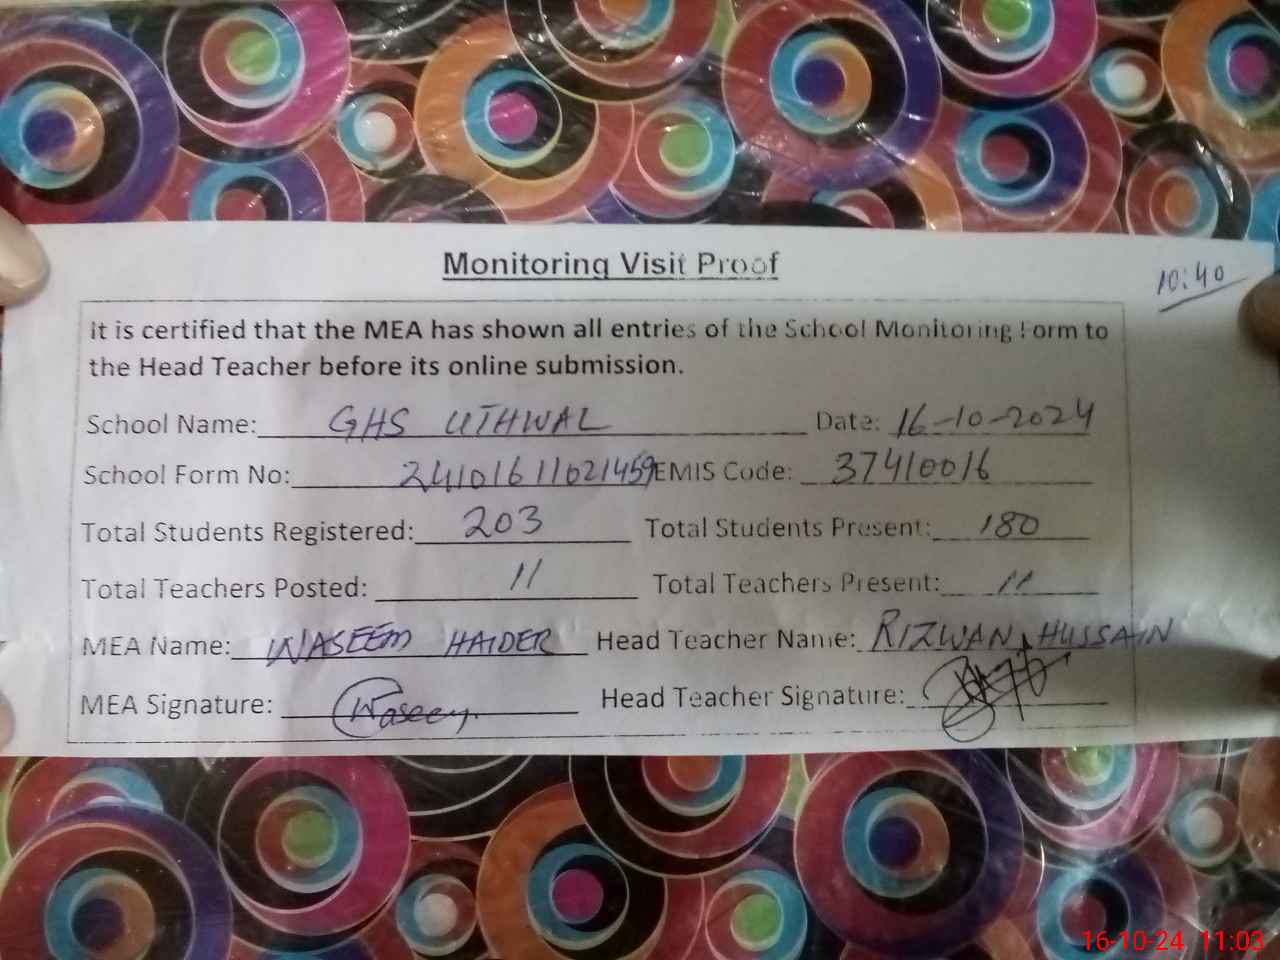 Monitoring Visit Proof
10:40
It is certified that the MEA has shown all entries of the School Monitoring Form to
the Head Teacher before its online submission.
School Name: GHS UTHWAL Date: 16-10-2024
School Form No: 24101611021459 EMIS Code: 37410016
Total Students Registered: 203 Total Students Present: 180
Total Teachers Posted: 11 Total Teachers Present: 11
MEA Name: WASEEM HAIDER Head Teacher Name: RIZWAN HUSSAIN
MEA Signature: Waseem Head Teacher Signature:
16-10-24 11:03